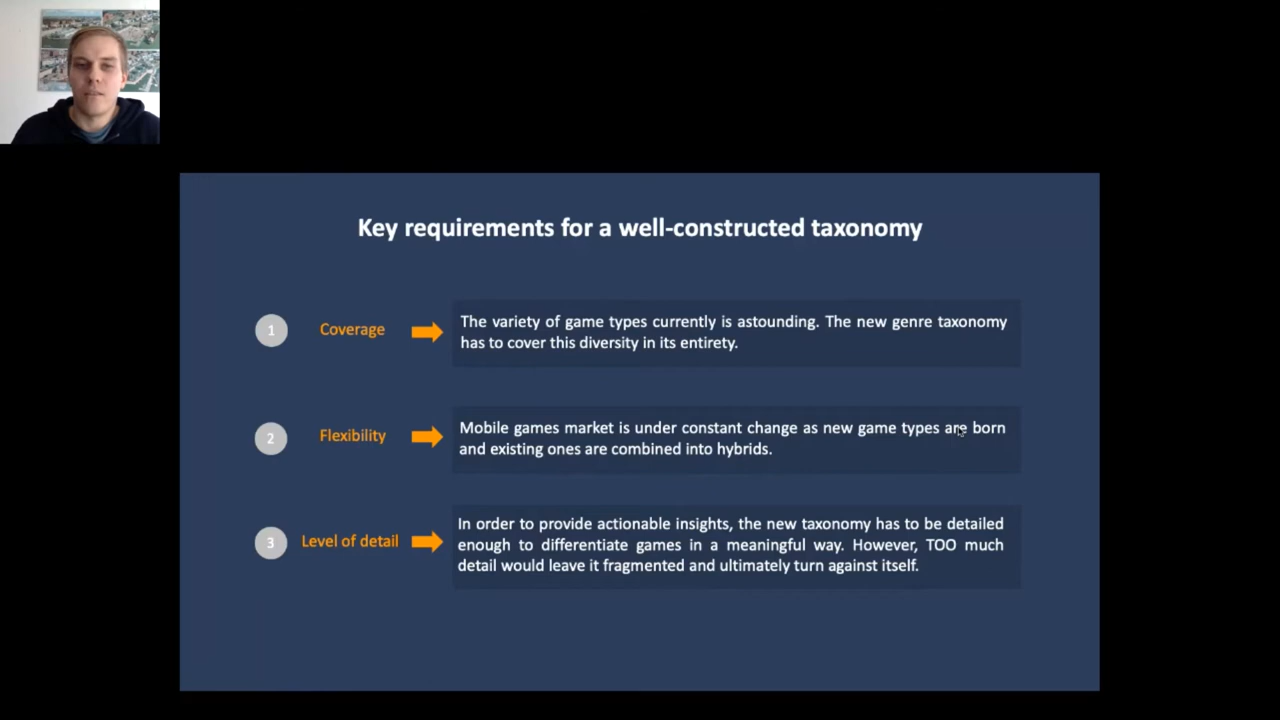 Key requirements for a well-constructed taxonomy
1
Coverage
The variety of game types currently is astounding. The new genre taxonomy
has to cover this diversity in its entirety.
2
Flexibility
Mobile games market is under constant change as new game types are born
and existing ones are combined into hybrids.
3
Level of detail
In order to provide actionable insights, the new taxonomy has to be detailed
enough to differentiate games in a meaningful way. However, TOO much
detail would leave it fragmented and ultimately turn against itself.